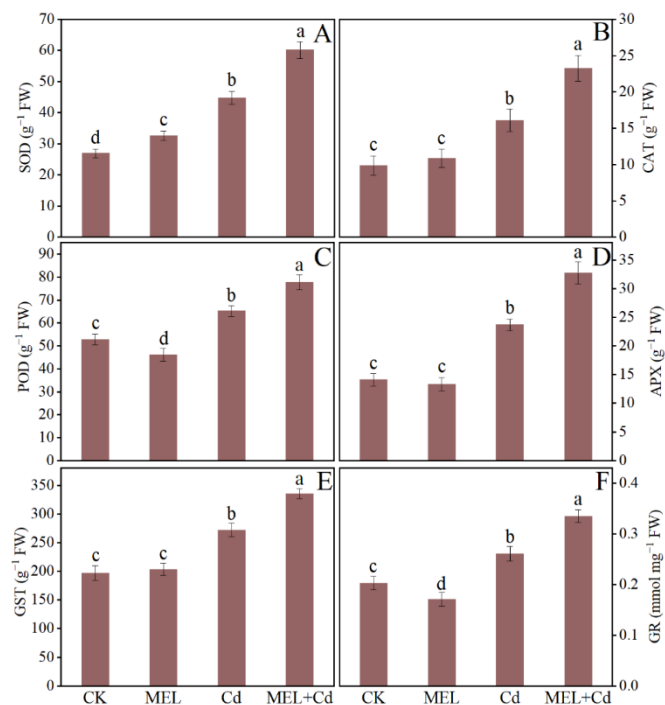 A
SOD (g⁻¹ FW)
70
60
50
40
30
20
10
0
d
c
b
a
B
CAT (g⁻¹ FW)
30
25
20
15
10
5
0
c
c
b
a
C
POD (g⁻¹ FW)
90
80
70
60
50
40
30
20
10
0
c
d
b
a
D
APX (g⁻¹ FW)
35
30
25
20
15
10
5
0
c
c
b
a
E
GST (g⁻¹ FW)
350
300
250
200
150
100
50
0
c
c
b
a
CK MEL Cd MEL+Cd
F
GR (mmol mg⁻¹ FW)
0.4
0.3
0.2
0.1
0.0
c
d
b
a
CK MEL Cd MEL+Cd